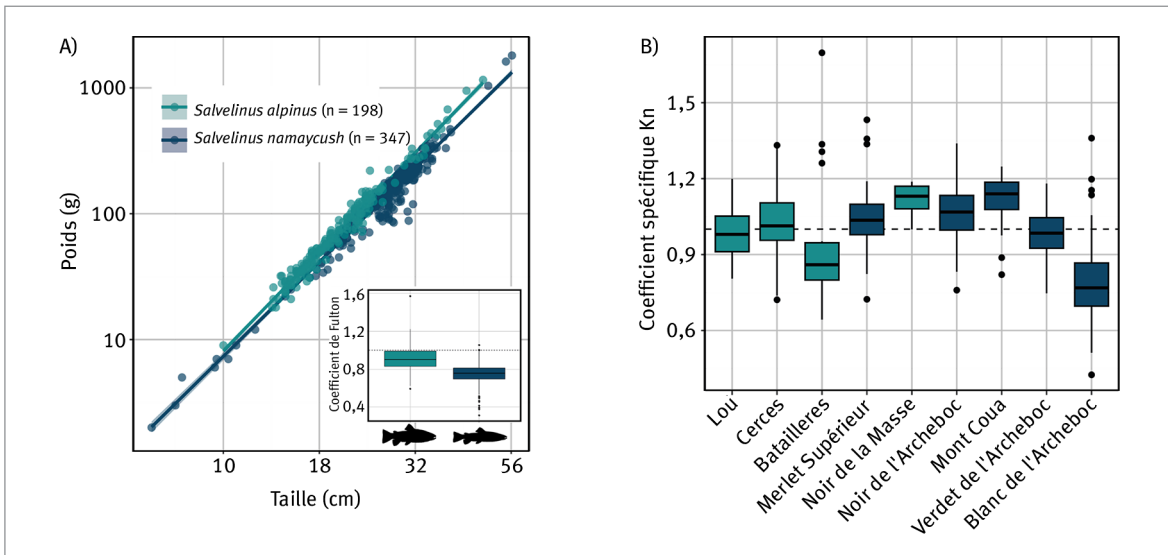 A)
Poids (g)
1000
100
10
Salvelinus alpinus (n = 198)
Salvelinus namaycush (n = 347)
Coefficient de Fulton
1,6
1,2
0,8
0,4
10
18
32
56
Taille (cm)
B)
Coefficient spécifique Kn
1,5
1,2
0,9
0,6
Lou
Cerces
Batailleres
Merlet Supérieur
Noir de la Masse
Noir de l'Archeboc
Mont Coua
Verdet de l'Archeboc
Blanc de l'Archeboc